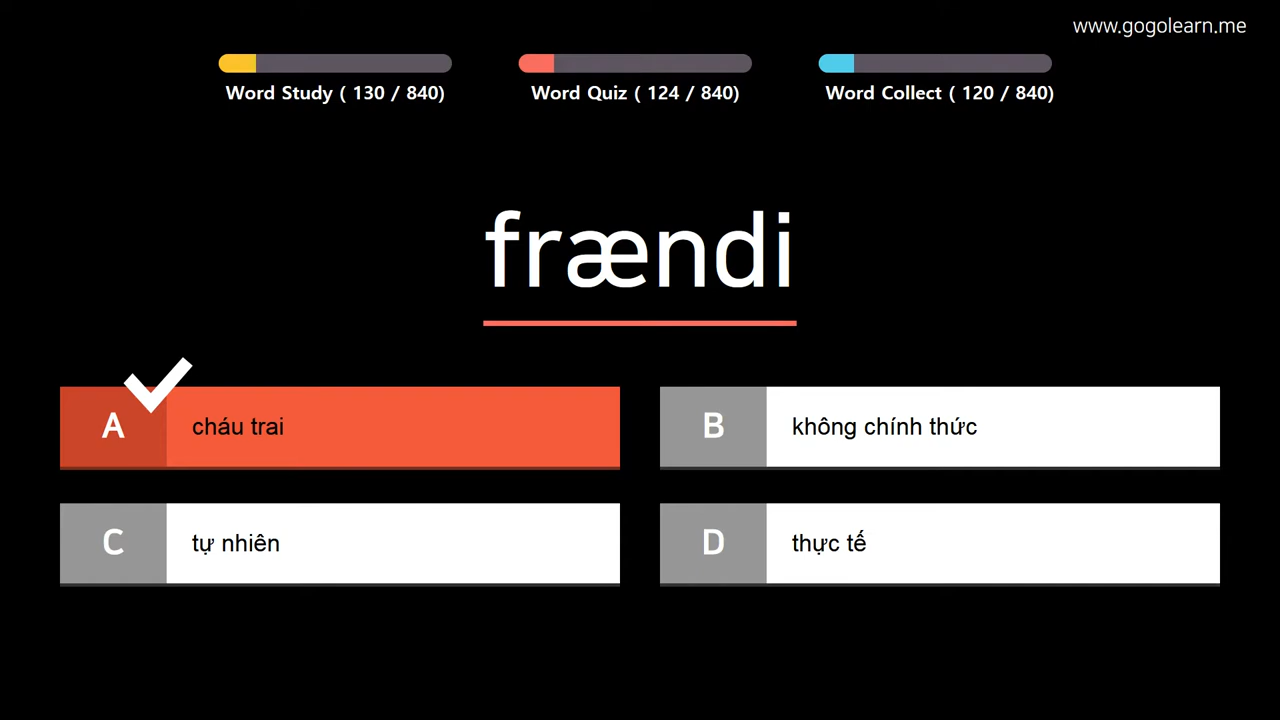 www.gogolearn.me
Word Study ( 130 / 840)
Word Quiz ( 124 / 840)
Word Collect ( 120 / 840)
frændi
A cháu trai
B không chính thức
C tự nhiên
D thực tế